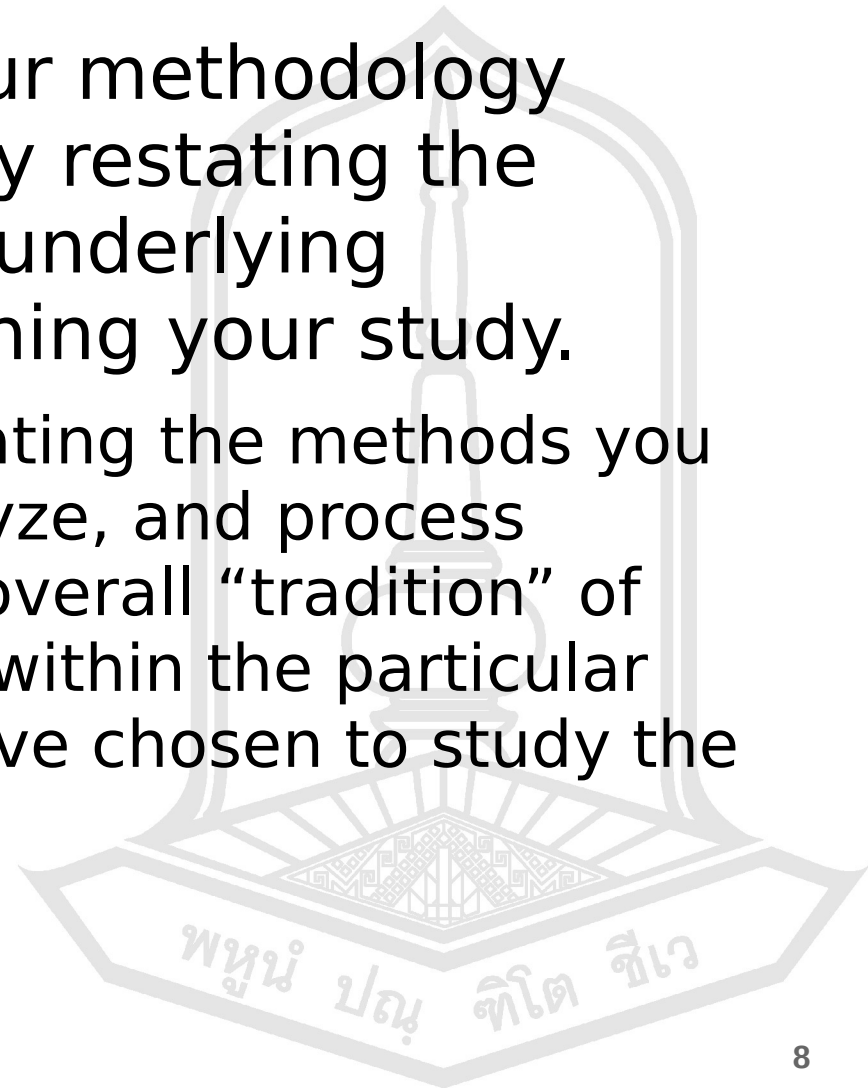 ur methodology
y restating the
underlying
ning your study.
ating the methods you
yze, and process
overall “tradition” of
within the particular
ve chosen to study the
พหูนํ ปณฺฑิโต ชีเว
8